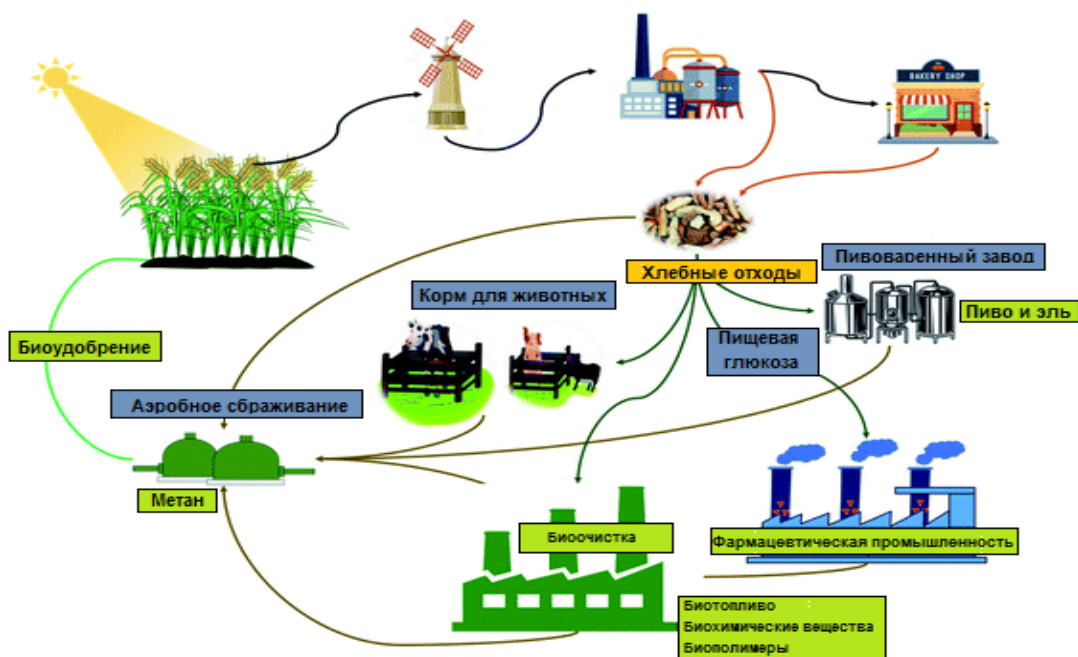 BAKERY SHOP
Хлебные отходы
Пивоваренный завод
Корм для животных
Пиво и эль
Биоудобрение
Пищевая
глюкоза
Аэробное сбраживание
Метан
Биоочистка
Фармацевтическая промышленность
Биотопливо :
Биохимические вещества
Биополимеры